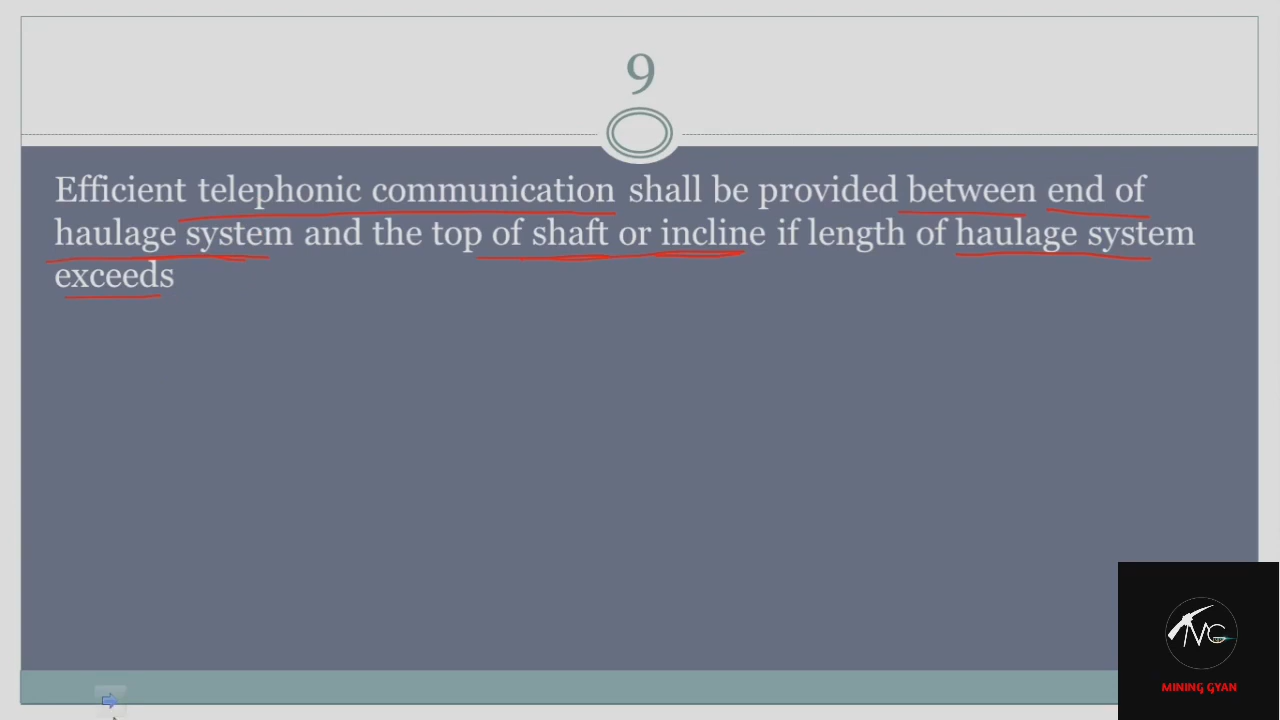 9
Efficient telephonic communication shall be provided between end of
haulage system and the top of shaft or incline if length of haulage system
exceeds
MG
MINING GYAN